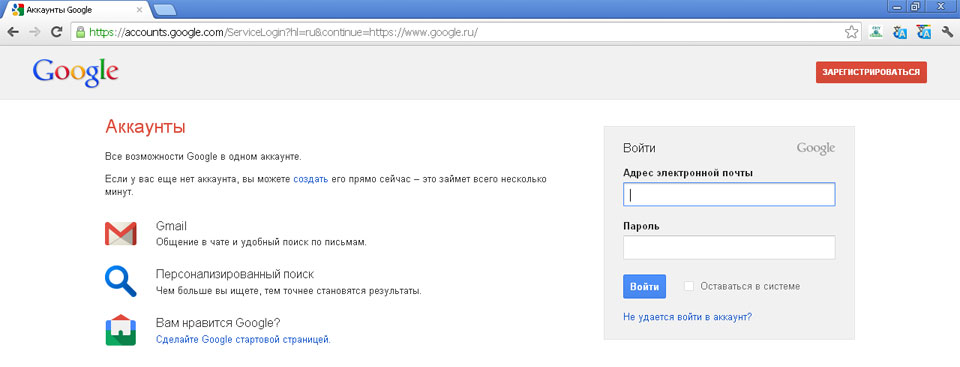 Аккаунты Google
https://accounts.google.com/ServiceLogin?hl=ru&continue=https://www.google.ru/
Google
ЗАРЕГИСТРИРОВАТЬСЯ
Аккаунты
Все возможности Google в одном аккаунте.
Если у вас еще нет аккаунта, вы можете создать его прямо сейчас – это займет всего несколько
минут.
Gmail
Общение в чате и удобный поиск по письмам.
Персонализированный поиск
Чем больше вы ищете, тем точнее становятся результаты.
Вам нравится Google?
Сделайте Google стартовой страницей.
Войти
Google
Адрес электронной почты
Пароль
Войти
Оставаться в системе
Не удается войти в аккаунт?